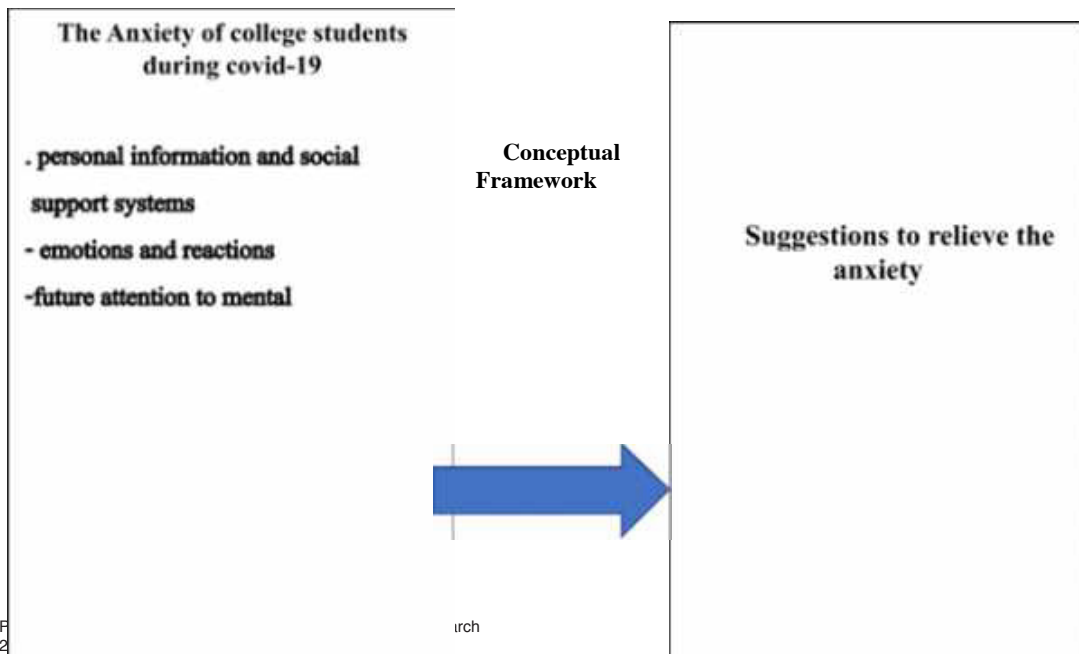 The Anxiety of college students
during covid-19
. personal information and social
support systems
- emotions and reactions
-future attention to mental
Conceptual
Framework
Suggestions to relieve the
anxiety